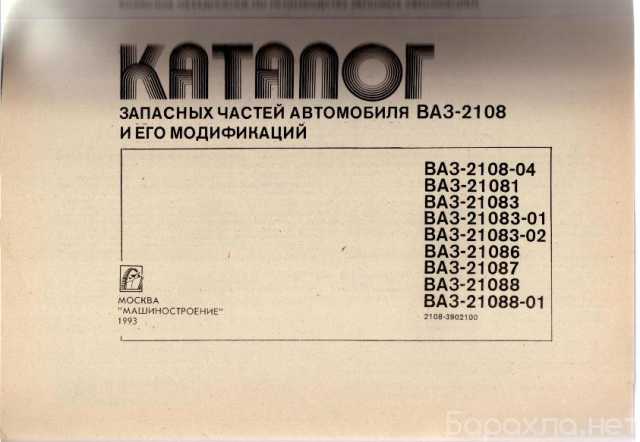 КАТАЛОГ
ЗАПАСНЫХ ЧАСТЕЙ АВТОМОБИЛЯ ВАЗ-2108
И ЕГО МОДИФИКАЦИЙ
ВАЗ-2108-04
ВАЗ-21081
ВАЗ-21083
ВАЗ-21083-01
ВАЗ-21083-02
ВАЗ-21086
ВАЗ-21087
ВАЗ-21088
ВАЗ-21088-01
2108-3902100
МОСКВА
"МАШИНОСТРОЕНИЕ"
1993
Барахла.нет